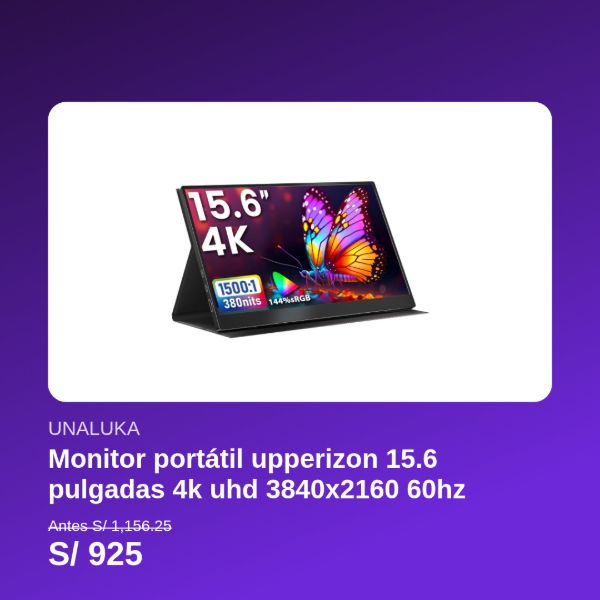 15.6"
4K
1500:1
380nits
144%sRGB
UNALUKA
Monitor portátil upperizon 15.6
pulgadas 4k uhd 3840x2160 60hz
Antes S/ 1,156.25
S/ 925